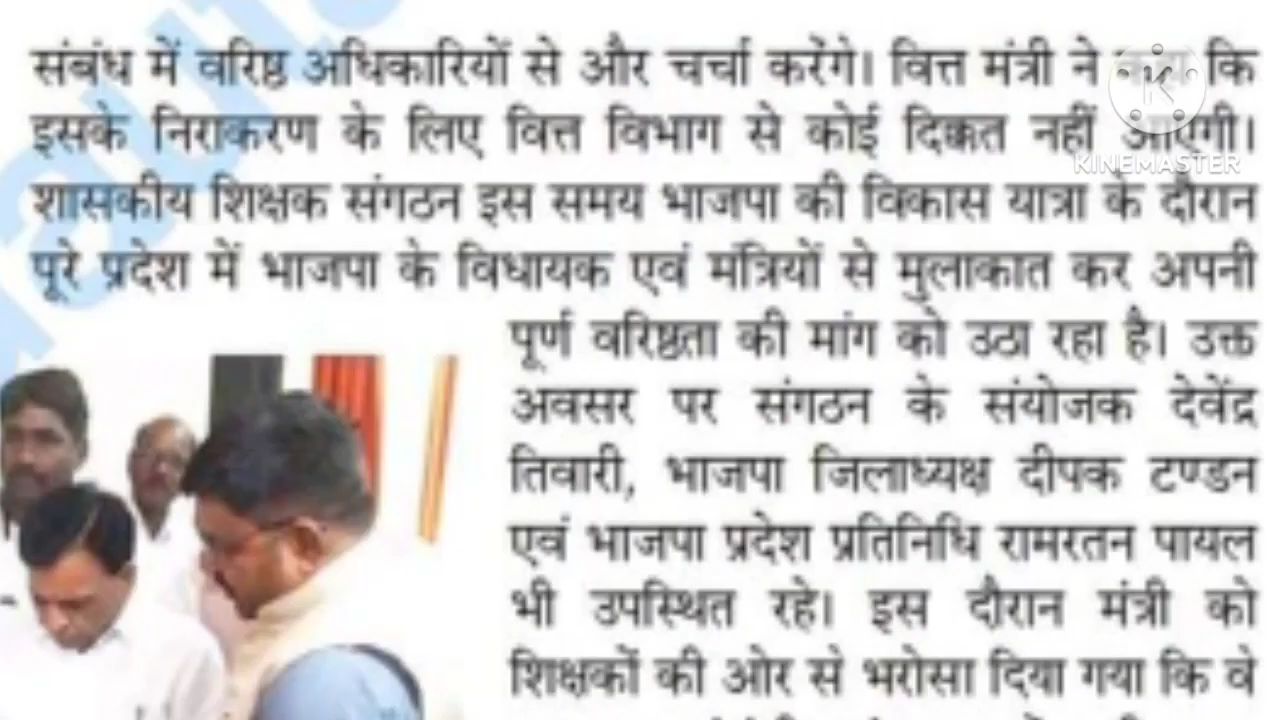 संबंध में वरिष्ठ अधिकारियों से और चर्चा करेंगे। वित्त मंत्री ने कि
इसके निराकरण के लिए वित्त विभाग से कोई दिक्कत नहीं आएगी।
KINEMASTER
शासकीय शिक्षक संगठन इस समय भाजपा की विकास यात्रा के दौरान
पूरे प्रदेश में भाजपा के विधायक एवं मंत्रियों से मुलाकात कर अपनी
पूर्ण वरिष्ठता की मांग को उठा रहा है। उक्त
अवसर पर संगठन के संयोजक देवेंद्र
तिवारी, भाजपा जिलाध्यक्ष दीपक टण्डन
एवं भाजपा प्रदेश प्रतिनिधि रामरतन पायल
भी उपस्थित रहे। इस दौरान मंत्री को
शिक्षकों की ओर से भरोसा दिया गया कि वे